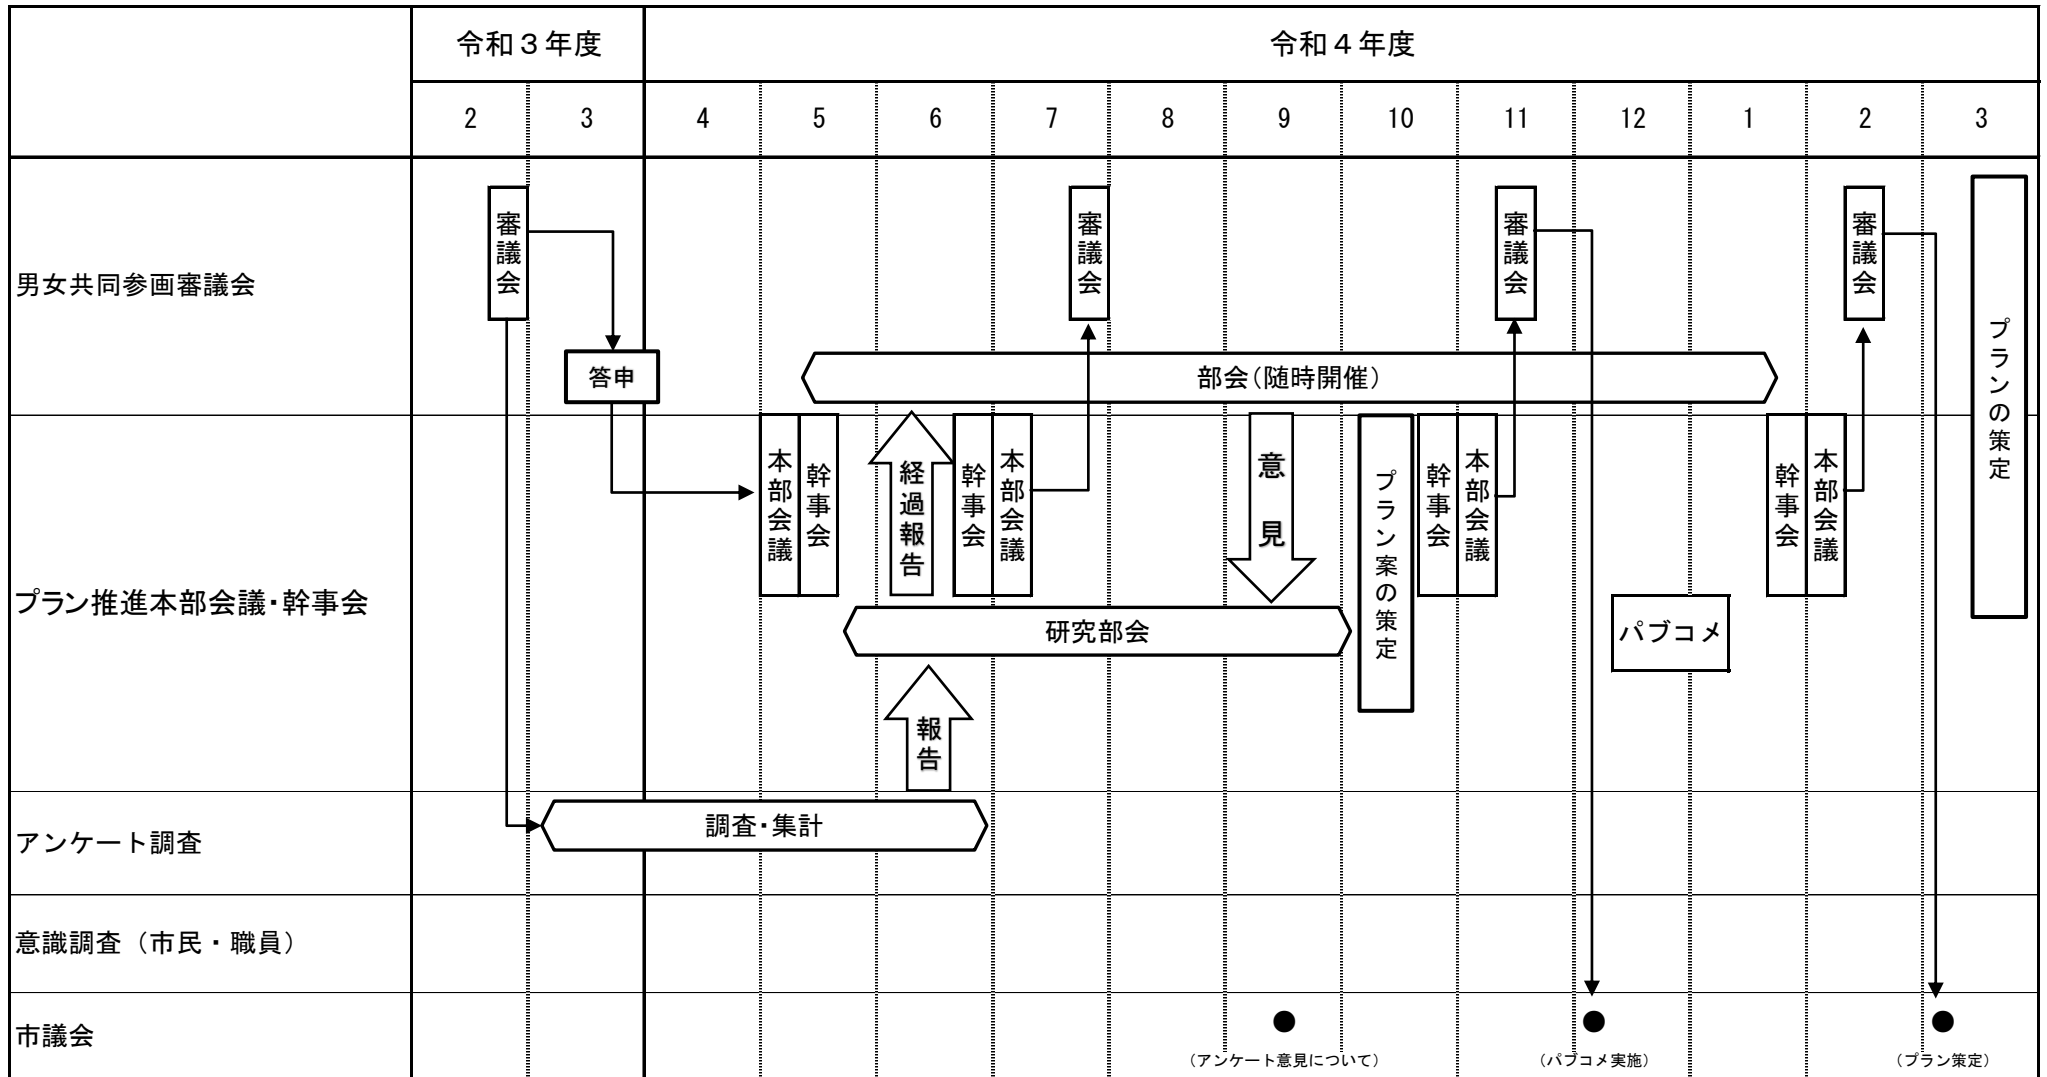 令和３年度
令和４年度
2
3
4
5
6
7
8
9
10
11
12
1
2
3
男女共同参画審議会
審議会
審議会
審議会
審議会
答申
部会（随時開催）
プランの策定
プラン推進本部会議・幹事会
本部会議
幹事会
経過報告
幹事会
本部会議
意見
プラン案の策定
幹事会
本部会議
幹事会
本部会議
研究部会
パブコメ
報告
アンケート調査
調査・集計
意識調査（市民・職員）
市議会
●
●
●
（アンケート意見について）
（パブコメ実施）
（プラン策定）